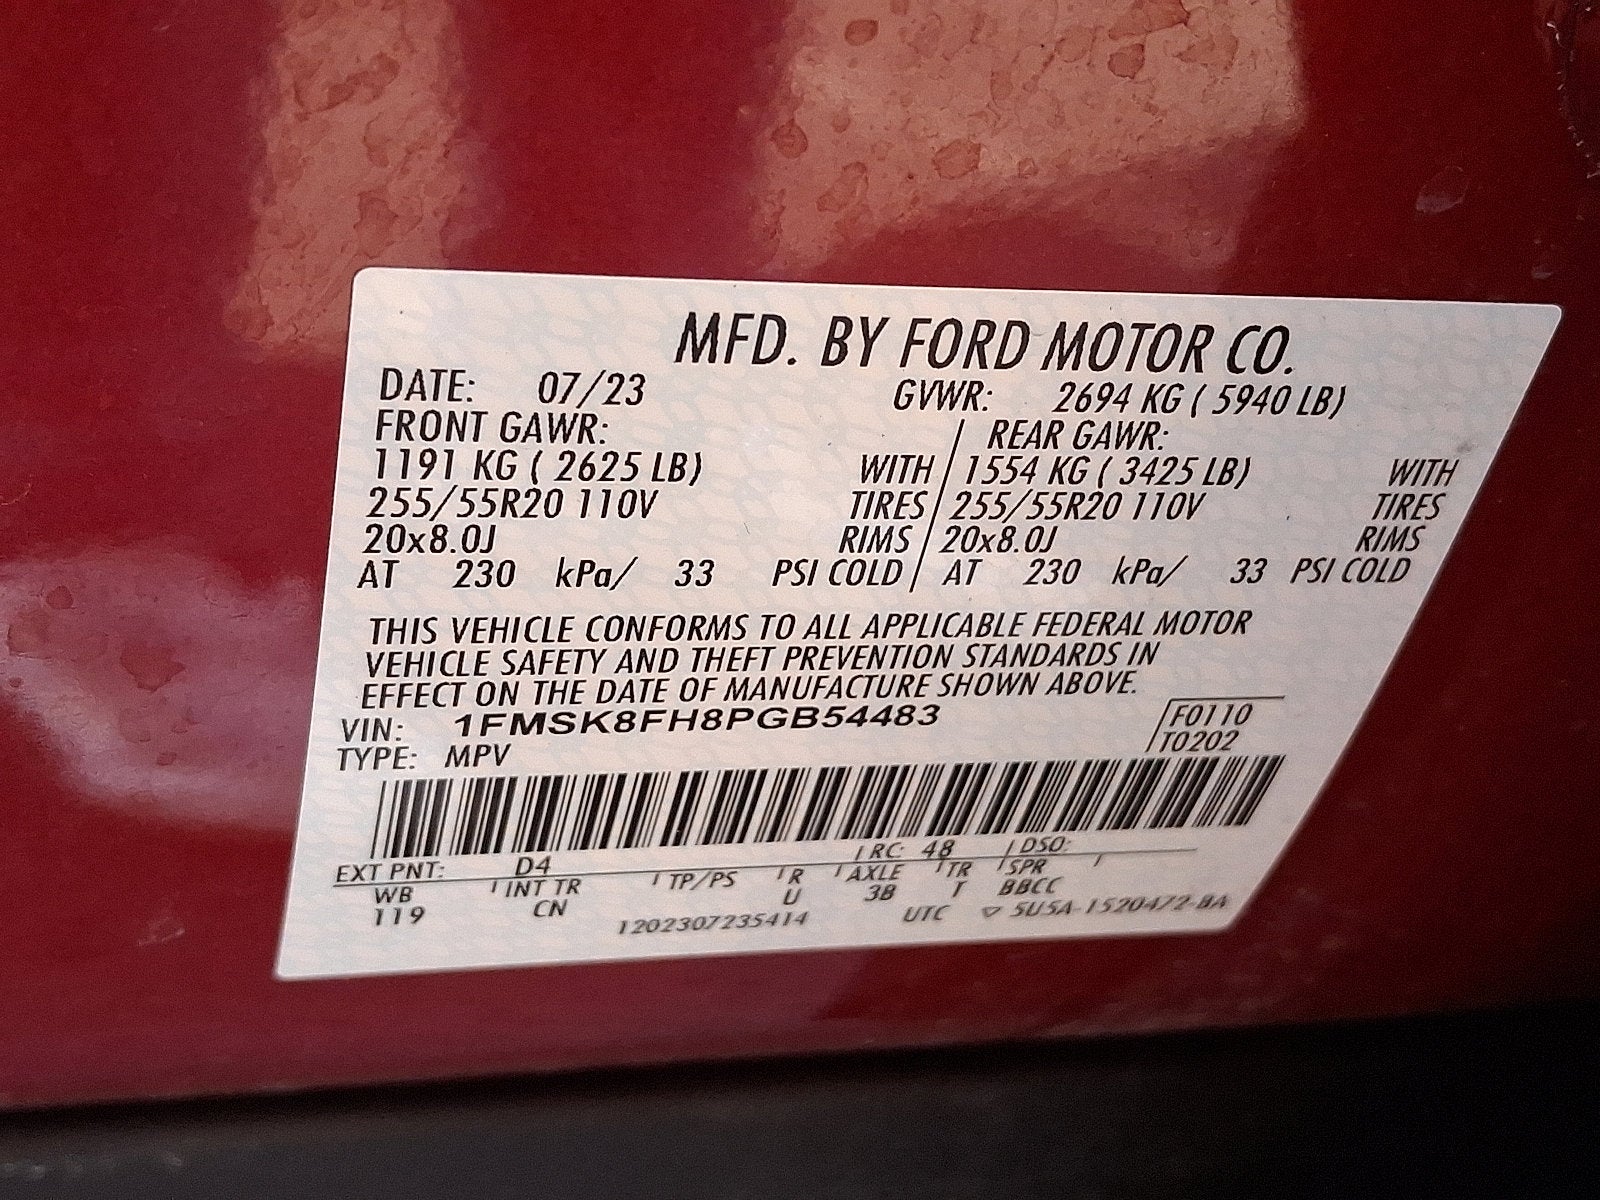 MFD. BY FORD MOTOR CO.
DATE: 07/23 GVWR: 2694 KG ( 5940 LB)
FRONT GAWR: / REAR GAWR:
1191 KG ( 2625 LB) WITH / 1554 KG ( 3425 LB) WITH
255/55R20 110V TIRES / 255/55R20 110V TIRES
20x8.0J RIMS / 20x8.0J RIMS
AT 230 kPa/ 33 PSI COLD / AT 230 kPa/ 33 PSI COLD
THIS VEHICLE CONFORMS TO ALL APPLICABLE FEDERAL MOTOR
VEHICLE SAFETY AND THEFT PREVENTION STANDARDS IN
EFFECT ON THE DATE OF MANUFACTURE SHOWN ABOVE.
VIN: 1FMSK8FH8PGB54483 F0110
TYPE: MPV T0202
EXT PNT: D4 RC: 48 DSO:
WB INT TR TP/PS R AXLE TR SPR
119 CN U 3B T BBCC
1202307235414 UTC ▽ 5U5A-1520472-BA